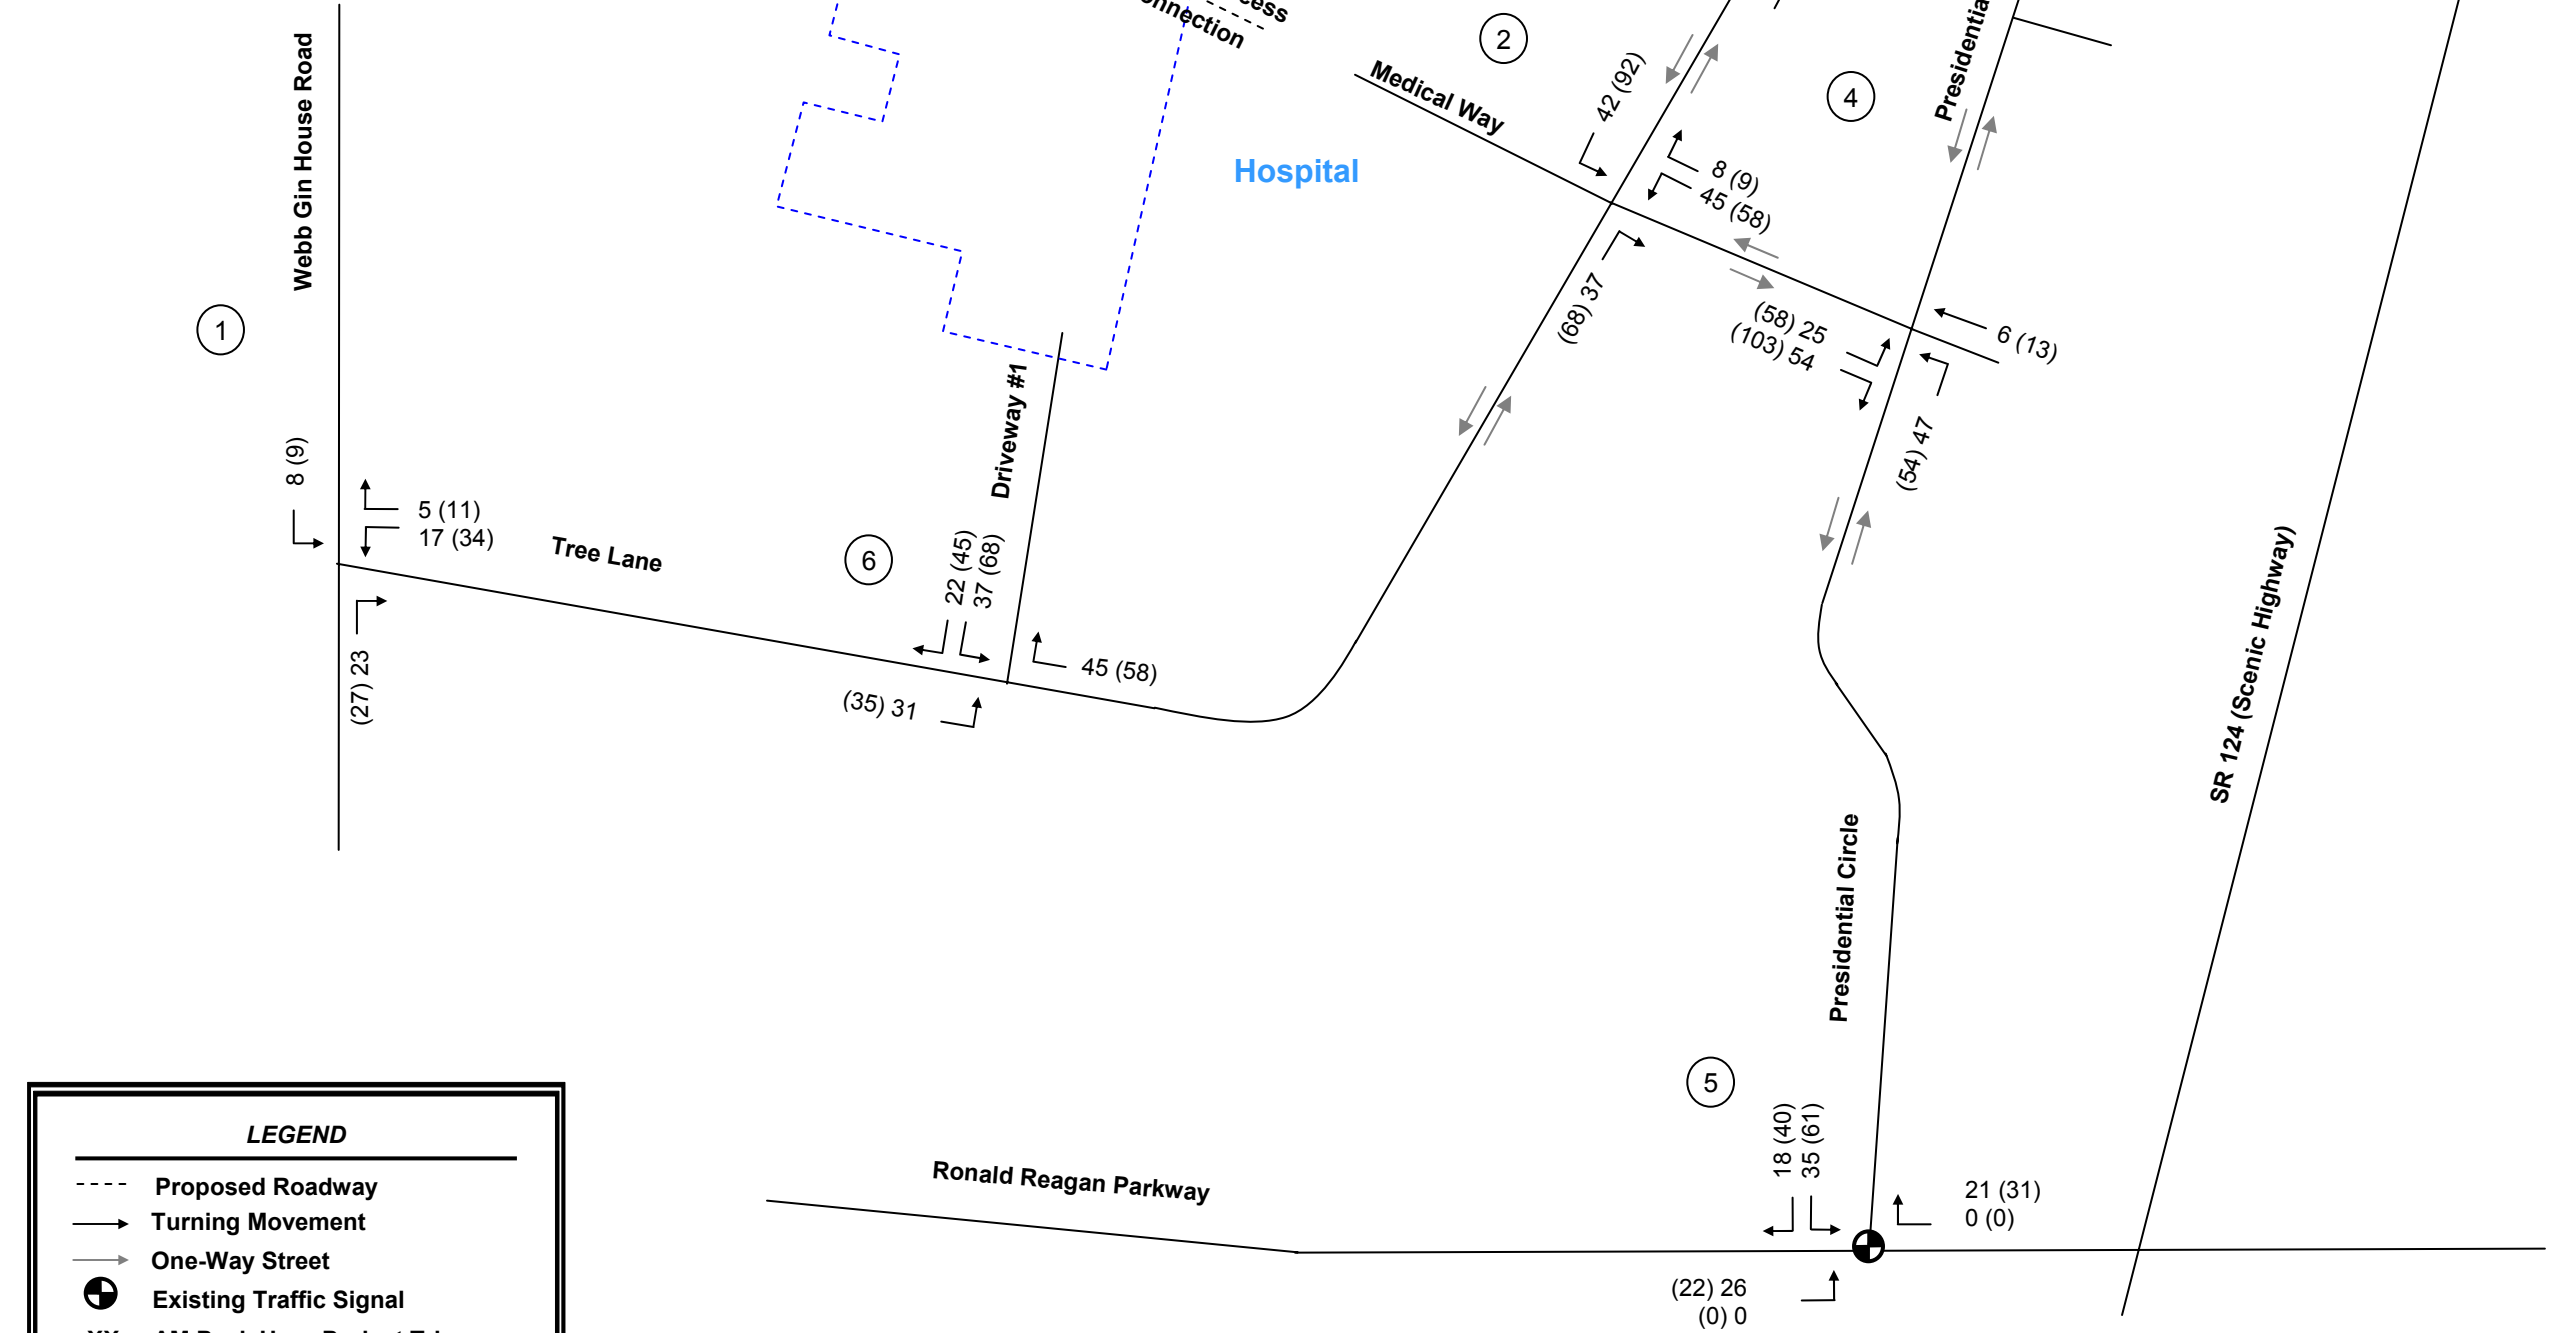 Webb Gin House Road
Presidential
2
4
Medical Way
42 (92)
Hospital
8 (9)
45 (58)
(68) 37
(58) 25
(103) 54
6 (13)
(54) 47
1
8 (9)
5 (11)
17 (34)
(27) 23
Tree Lane
6
Driveway #1
22 (45)
37 (68)
45 (58)
(35) 31
SR 124 (Scenic Highway)
Presidential Circle
5
18 (40)
35 (61)
21 (31)
0 (0)
Ronald Reagan Parkway
(22) 26
(0) 0
LEGEND
Proposed Roadway
Turning Movement
One-Way Street
Existing Traffic Signal